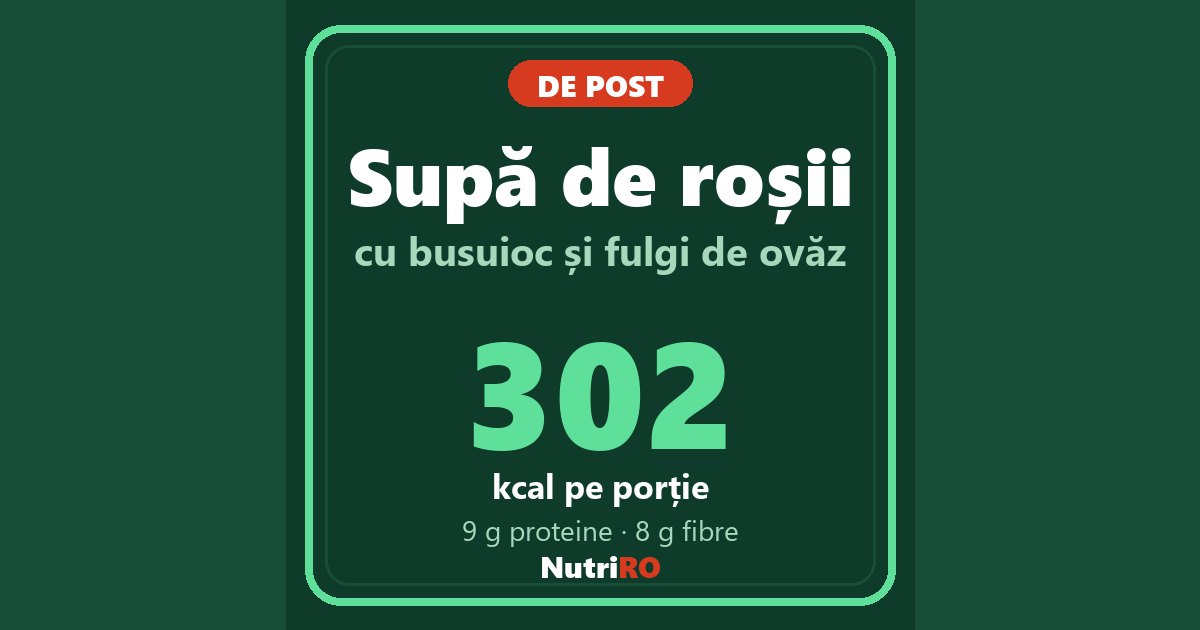 DE POST
Supă de roșii
cu busuioc și fulgi de ovăz
302
kcal pe porție
9 g proteine · 8 g fibre
NutriRO